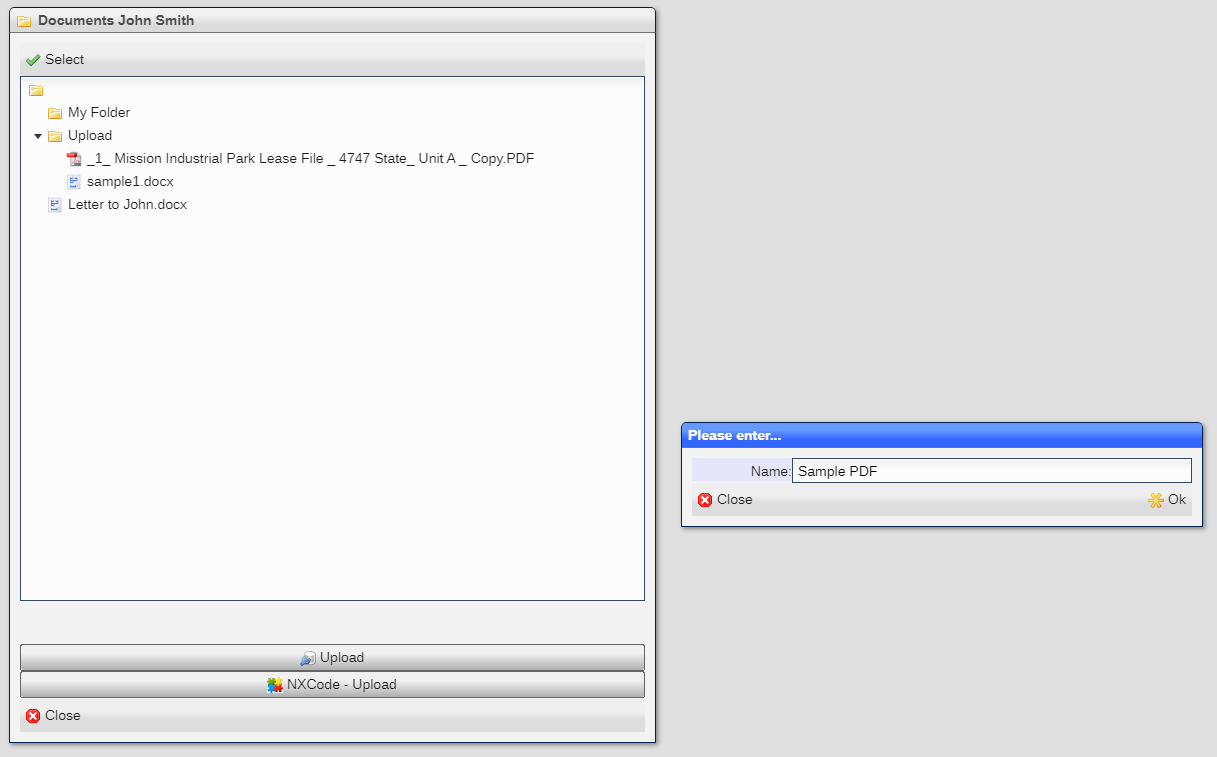 Documents John Smith
Select
My Folder
Upload
_1_ Mission Industrial Park Lease File _ 4747 State_ Unit A _ Copy.PDF
sample1.docx
Letter to John.docx
Upload
NXCode - Upload
Close
Please enter...
Name: Sample PDF
Close Ok